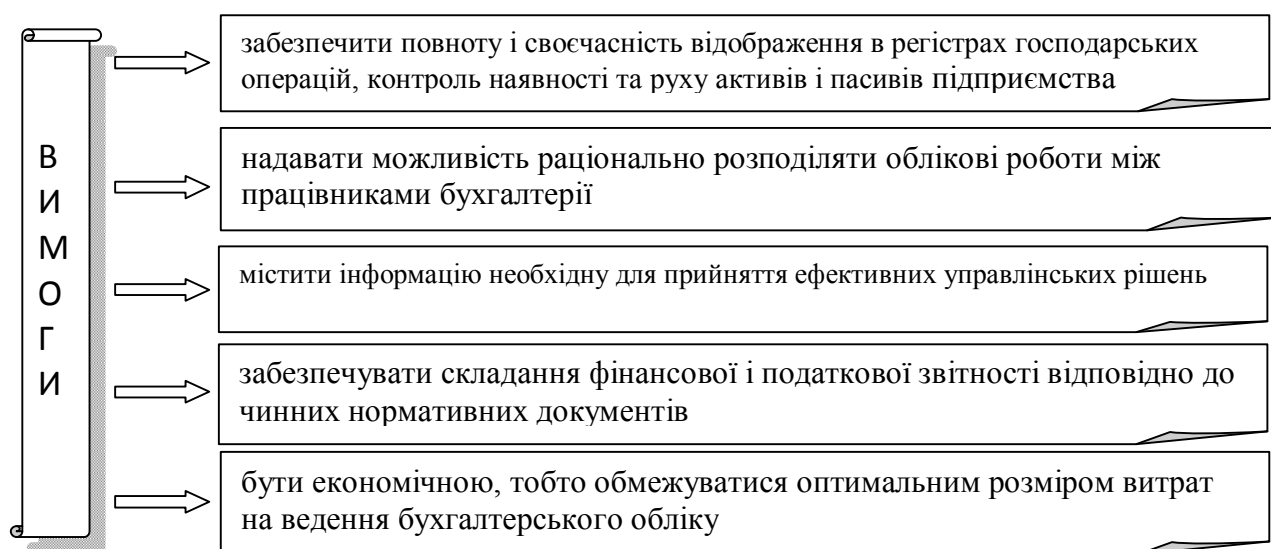 ВИМОГИ
забезпечити повноту і своєчасність відображення в регістрах господарських
операцій, контроль наявності та руху активів і пасивів підприємства
надавати можливість раціонально розподіляти облікові роботи між
працівниками бухгалтерії
містити інформацію необхідну для прийняття ефективних управлінських рішень
забезпечувати складання фінансової і податкової звітності відповідно до
чинних нормативних документів
бути економічною, тобто обмежуватися оптимальним розміром витрат
на ведення бухгалтерського обліку